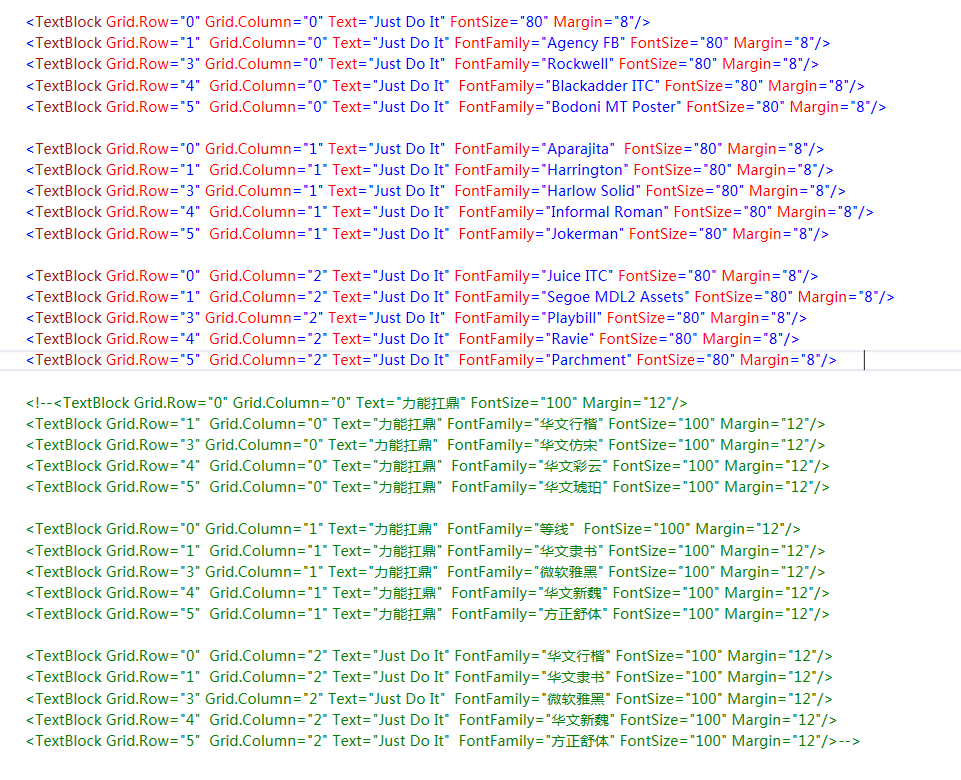 <TextBlock Grid.Row="0" Grid.Column="0" Text="Just Do It" FontSize="80" Margin="8"/>
<TextBlock Grid.Row="1"  Grid.Column="0" Text="Just Do It" FontFamily="Agency FB" FontSize="80" Margin="8"/>
<TextBlock Grid.Row="3"  Grid.Column="0" Text="Just Do It"  FontFamily="Rockwell" FontSize="80" Margin="8"/>
<TextBlock Grid.Row="4"  Grid.Column="0" Text="Just Do It"  FontFamily="Blackadder ITC" FontSize="80" Margin="8"/>
<TextBlock Grid.Row="5"  Grid.Column="0" Text="Just Do It"  FontFamily="Bodoni MT Poster" FontSize="80" Margin="8"/>
<TextBlock Grid.Row="0"  Grid.Column="1" Text="Just Do It"  FontFamily="Aparajita"  FontSize="80" Margin="8"/>
<TextBlock Grid.Row="1"  Grid.Column="1" Text="Just Do It"  FontFamily="Harrington" FontSize="80" Margin="8"/>
<TextBlock Grid.Row="3"  Grid.Column="1" Text="Just Do It"  FontFamily="Harlow Solid" FontSize="80" Margin="8"/>
<TextBlock Grid.Row="4"  Grid.Column="1" Text="Just Do It"  FontFamily="Informal Roman" FontSize="80" Margin="8"/>
<TextBlock Grid.Row="5"  Grid.Column="1" Text="Just Do It"  FontFamily="Jokerman" FontSize="80" Margin="8"/>
<TextBlock Grid.Row="0"  Grid.Column="2" Text="Just Do It" FontFamily="Juice ITC" FontSize="80" Margin="8"/>
<TextBlock Grid.Row="1"  Grid.Column="2" Text="Just Do It" FontFamily="Segoe MDL2 Assets" FontSize="80" Margin="8"/>
<TextBlock Grid.Row="3"  Grid.Column="2" Text="Just Do It"  FontFamily="Playbill" FontSize="80" Margin="8"/>
<TextBlock Grid.Row="4"  Grid.Column="2" Text="Just Do It"  FontFamily="Ravie" FontSize="80" Margin="8"/>
<TextBlock Grid.Row="5"  Grid.Column="2" Text="Just Do It"  FontFamily="Parchment" FontSize="80" Margin="8"/>
<!--<TextBlock Grid.Row="0" Grid.Column="0" Text="力能扛鼎" FontSize="100" Margin="12"/>
<TextBlock Grid.Row="1"  Grid.Column="0" Text="力能扛鼎" FontFamily="华文行楷" FontSize="100" Margin="12"/>
<TextBlock Grid.Row="3" Grid.Column="0" Text="力能扛鼎"  FontFamily="华文仿宋" FontSize="100" Margin="12"/>
<TextBlock Grid.Row="4"  Grid.Column="0" Text="力能扛鼎"  FontFamily="华文彩云" FontSize="100" Margin="12"/>
<TextBlock Grid.Row="5"  Grid.Column="0" Text="力能扛鼎"  FontFamily="华文琥珀" FontSize="100" Margin="12"/>
<TextBlock Grid.Row="0" Grid.Column="1" Text="力能扛鼎"  FontFamily="等线"  FontSize="100" Margin="12"/>
<TextBlock Grid.Row="1"  Grid.Column="1" Text="力能扛鼎" FontFamily="华文隶书" FontSize="100" Margin="12"/>
<TextBlock Grid.Row="3" Grid.Column="1" Text="力能扛鼎"  FontFamily="微软雅黑" FontSize="100" Margin="12"/>
<TextBlock Grid.Row="4"  Grid.Column="1" Text="力能扛鼎"  FontFamily="华文新魏" FontSize="100" Margin="12"/>
<TextBlock Grid.Row="5"  Grid.Column="1" Text="力能扛鼎"  FontFamily="方正舒体" FontSize="100" Margin="12"/>
<TextBlock Grid.Row="0"  Grid.Column="2" Text="Just Do It" FontFamily="华文行楷" FontSize="100" Margin="12"/>
<TextBlock Grid.Row="1"  Grid.Column="2" Text="Just Do It" FontFamily="华文隶书" FontSize="100" Margin="12"/>
<TextBlock Grid.Row="3" Grid.Column="2" Text="Just Do It"  FontFamily="微软雅黑" FontSize="100" Margin="12"/>
<TextBlock Grid.Row="4"  Grid.Column="2" Text="Just Do It"  FontFamily="华文新魏" FontSize="100" Margin="12"/>
<TextBlock Grid.Row="5"  Grid.Column="2" Text="Just Do It"  FontFamily="方正舒体" FontSize="100" Margin="12"/>-->